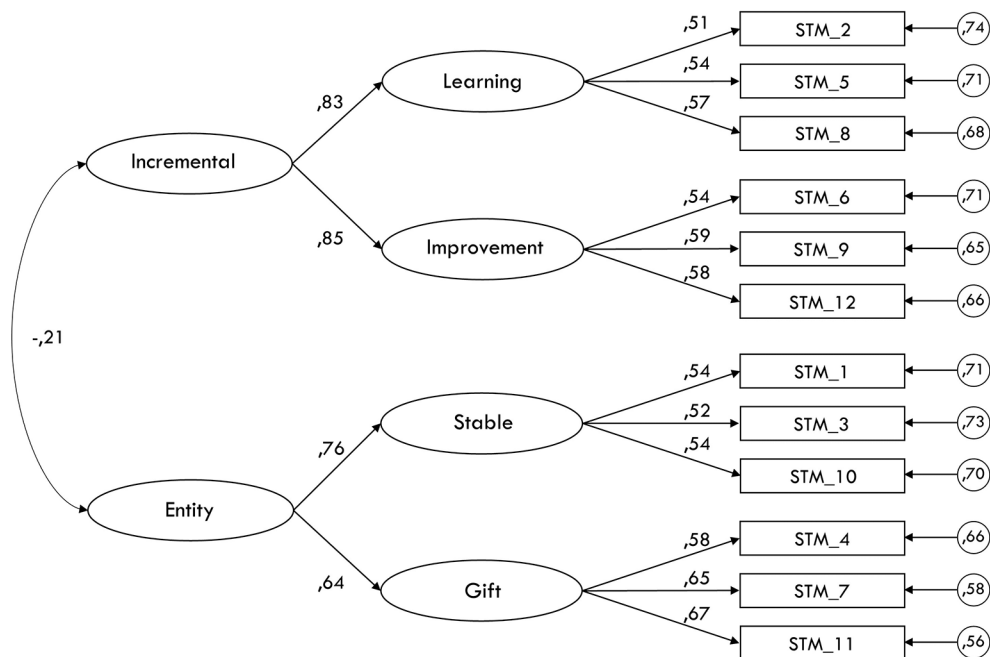 ,51
STM_2
,74
Learning
,54
STM_5
,71
,83
,57
STM_8
,68
Incremental
,54
STM_6
,71
,85
Improvement
,59
STM_9
,65
,58
STM_12
,66
-,21
,54
STM_1
,71
Stable
,52
STM_3
,73
,76
,54
STM_10
,70
Entity
,58
STM_4
,66
,64
Gift
,65
STM_7
,58
,67
STM_11
,56